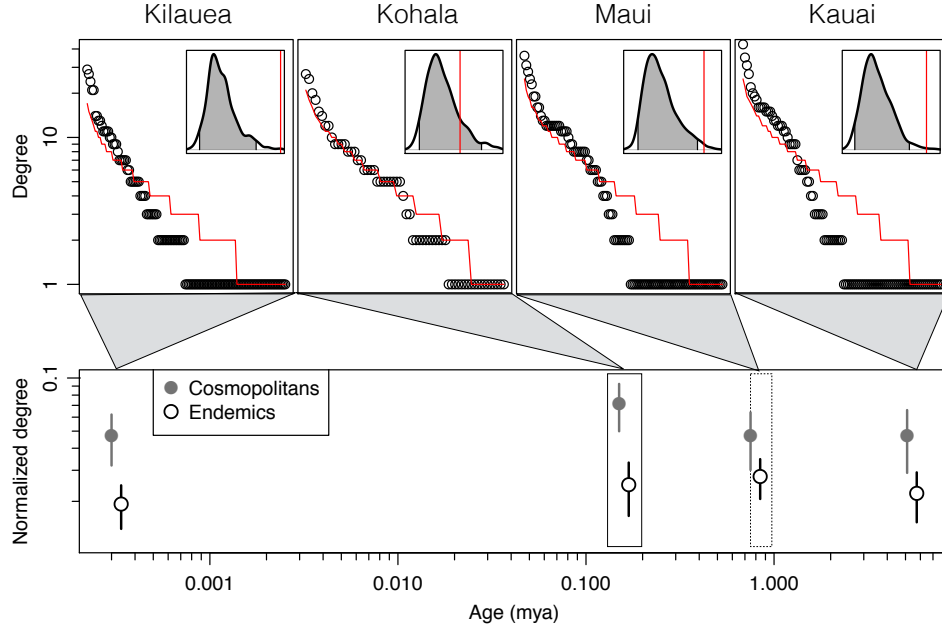 Kilauea Kohala Maui Kauai
Degree
10
1
Normalized degree
0.1
Cosmopolitans
Endemics
0.001 0.010 0.100 1.000
Age (mya)